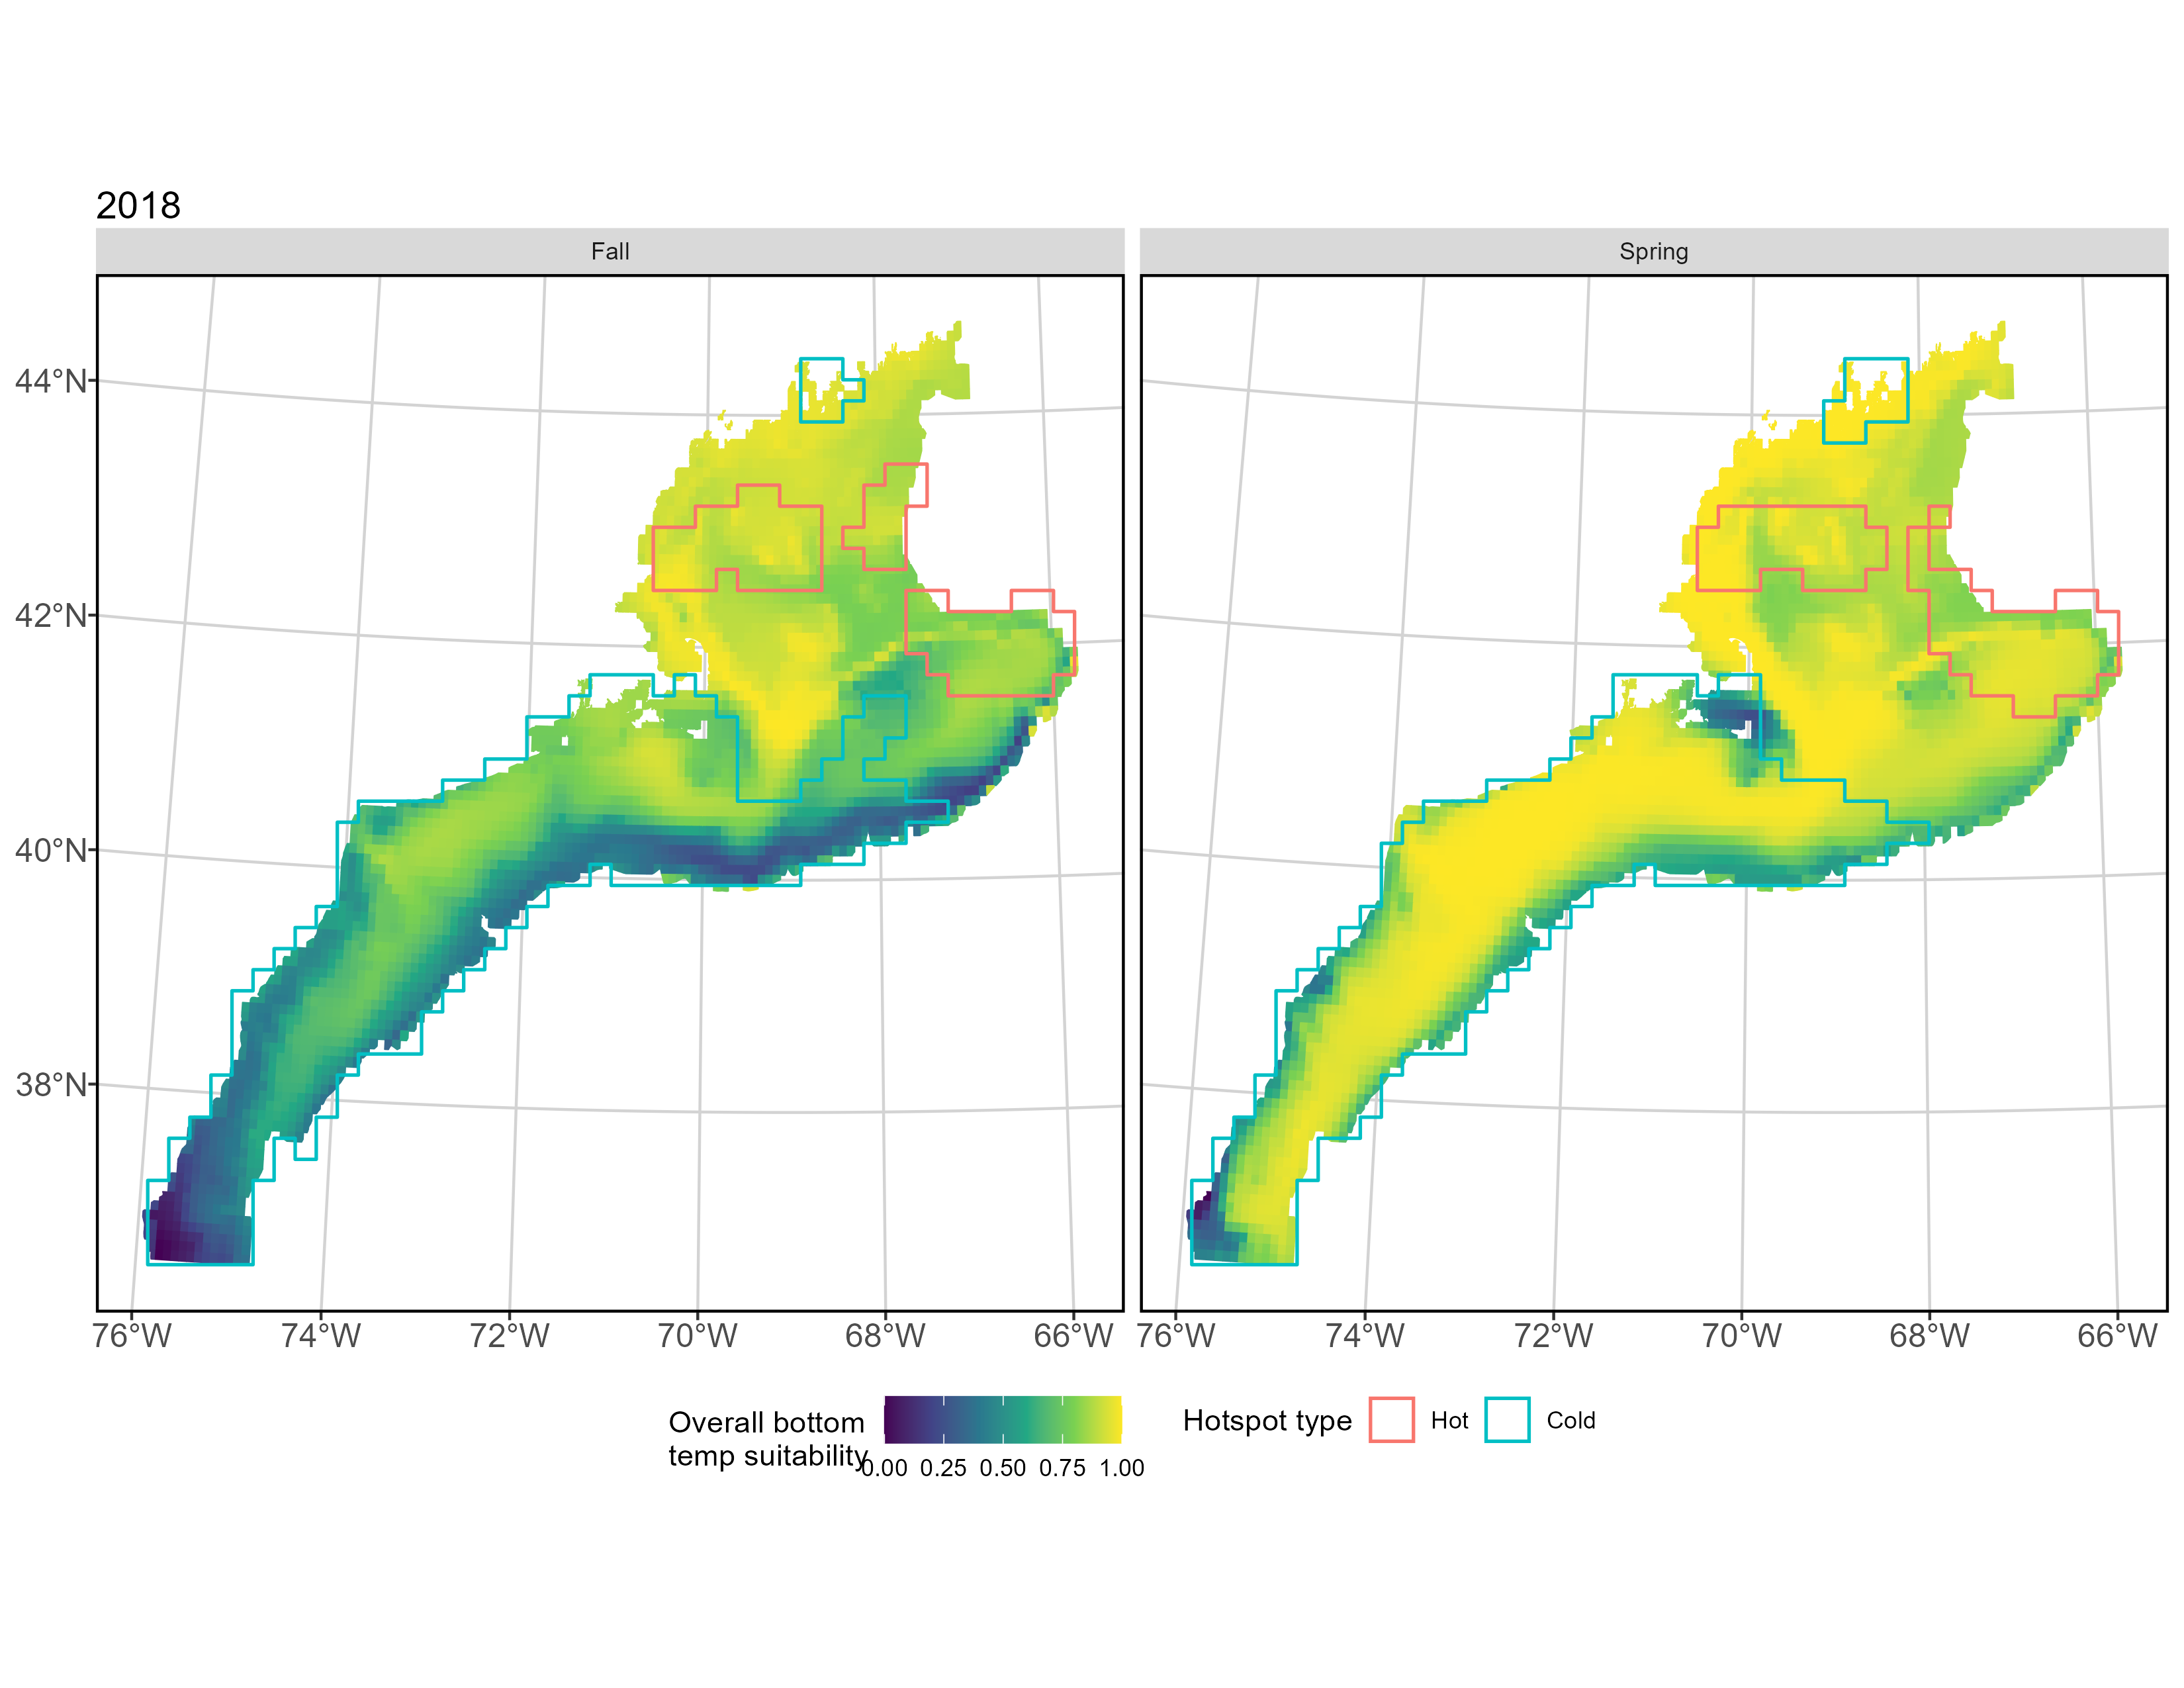 2018
Fall
Spring
44°N
42°N
40°N
38°N
76°W 74°W 72°W 70°W 68°W 66°W
76°W 74°W 72°W 70°W 68°W 66°W
Overall bottom
temp suitability
0.00 0.25 0.50 0.75 1.00
Hotspot type Hot Cold